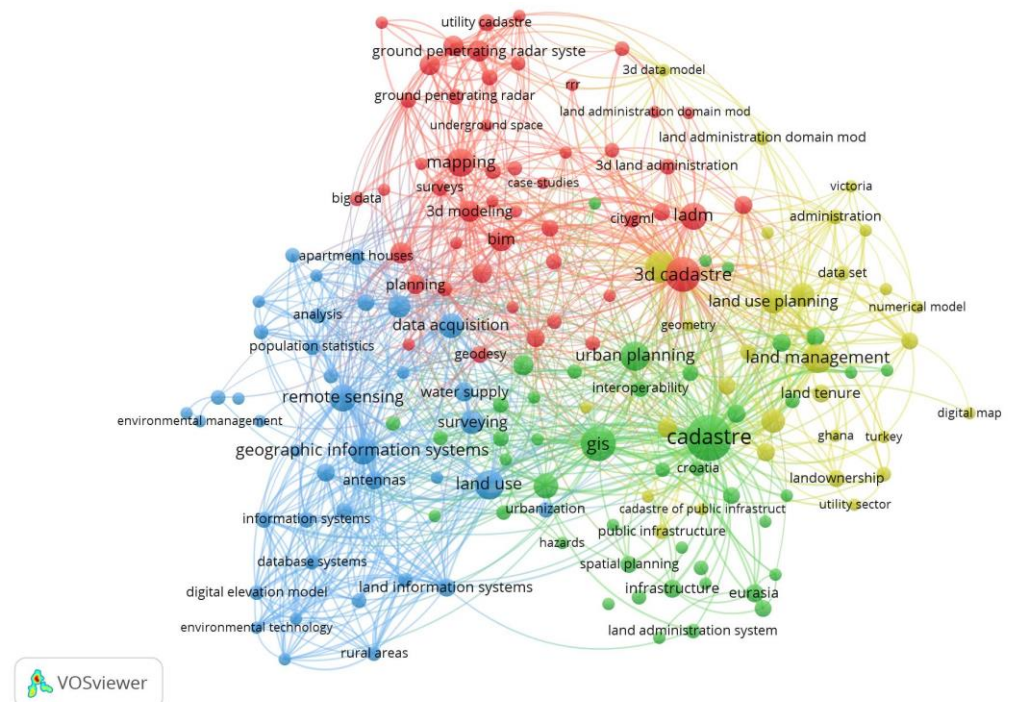 utility cadastre
ground penetrating radar syste
3d data model
rrr
ground penetrating radar
land administration domain mod
underground space
land administration domain mod
mapping
3d land administration
case-studies
surveys
big data
victoria
3d modeling
citygml
ladm
administration
bim
apartment houses
3d cadastre
data set
planning
land use planning
numerical model
analysis
data acquisition
geometry
population statistics
geodesy
urban planning
land management
interoperability
water supply
remote sensing
land tenure
environmental management
surveying
digital map
cadastre
ghana
turkey
geographic information systems
gis
croatia
antennas
land use
landownership
urbanization
cadastre of public infrastruct
utility sector
information systems
public infrastructure
hazards
database systems
spatial planning
land information systems
infrastructure
digital elevation model
eurasia
environmental technology
land administration system
rural areas
VOSviewer